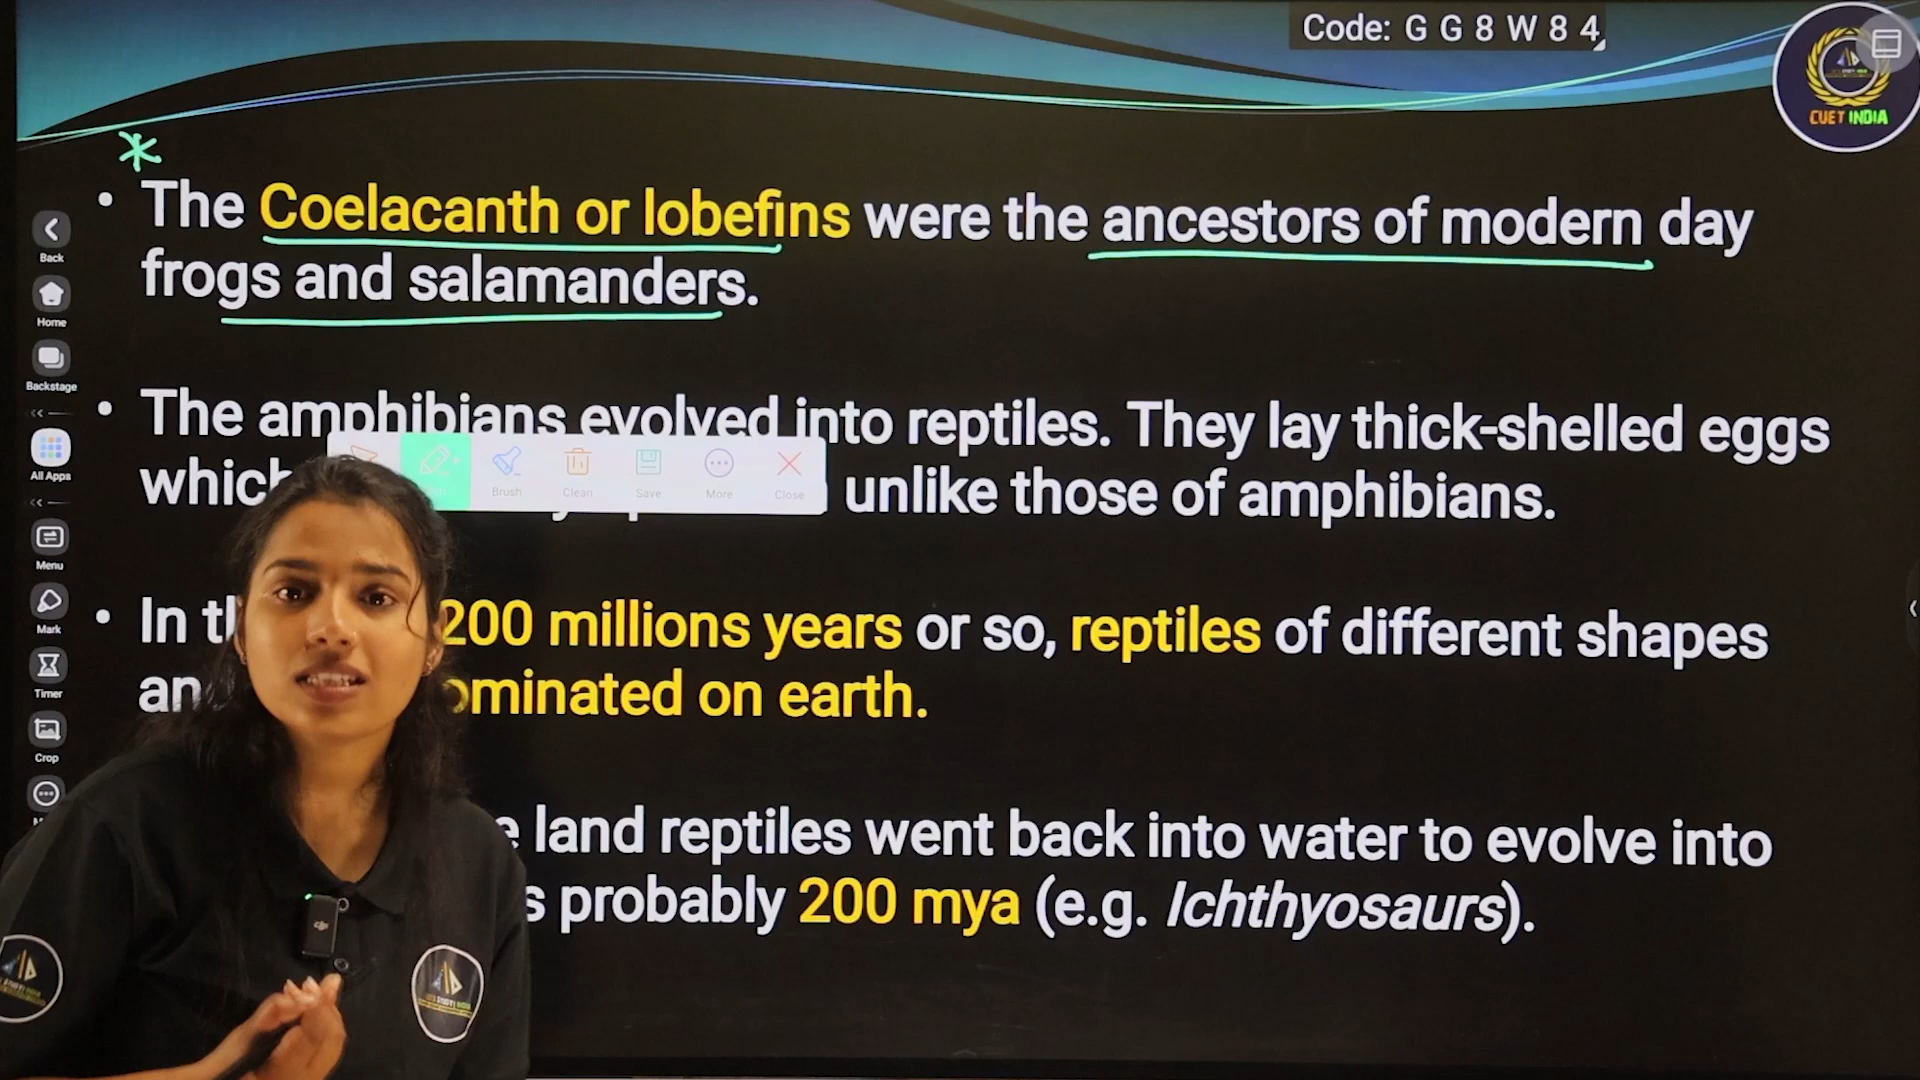 Code: G G 8 W 8 4
CUET INDIA
The Coelacanth or lobefins were the ancestors of modern day
frogs and salamanders.
The amphibians evolved into reptiles. They lay thick-shelled eggs
which unlike those of amphibians.
In 200 millions years or so, reptiles of different shapes
ominated on earth.
land reptiles went back into water to evolve into
probably 200 mya (e.g. Ichthyosaurs).
Back
Home
Backstage
All Apps
Menu
Mark
Timer
Crop
Brush
Clean
Save
More
Close